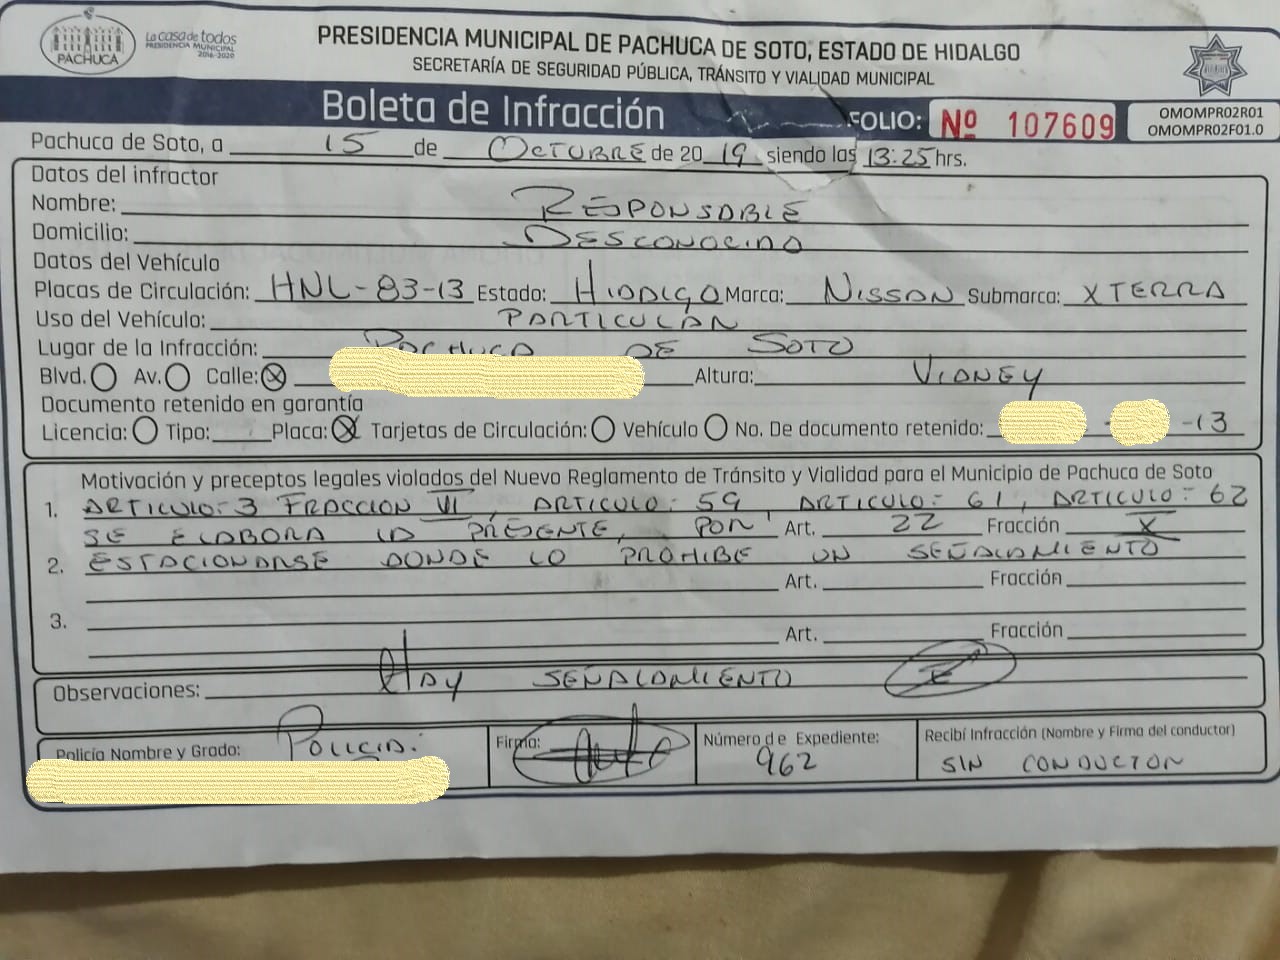 PACHUCA
La casa de todos
PRESIDENCIA MUNICIPAL
2016-2020
PRESIDENCIA MUNICIPAL DE PACHUCA DE SOTO, ESTADO DE HIDALGO
SECRETARÍA DE SEGURIDAD PÚBLICA, TRÁNSITO Y VIALIDAD MUNICIPAL
Boleta de Infracción FOLIO: Nº 107609
OMOMPR02R01
OMOMPR02F01.0
Pachuca de Soto, a 15 de OCTUBRE de 2019 siendo las 13:25 hrs.
Datos del infractor
Nombre: RESPONSABLE
Domicilio: DESCONOCIDO
Datos del Vehículo
Placas de Circulación: HNL-83-13 Estado: HIDALGO Marca: NISSAN Submarca: XTERRA
Uso del Vehículo: PARTICULAR
Lugar de la Infracción: PACHUCA DE SOTO
Blvd. Av. Calle: X Altura: VIDNEY
Documento retenido en garantía
Licencia: Tipo: Placa: X Tarjetas de Circulación: Vehículo No. De documento retenido: - -13
Motivación y preceptos legales violados del Nuevo Reglamento de Tránsito y Vialidad para el Municipio de Pachuca de Soto
1. ARTICULO: 3 FRACCION VI, ARTICULO: 59, ARTICULO: 61, ARTICULO: 62
SE ELABORA LA PRESENTE, POR Art. 22 Fracción X
2. ESTACIONARSE DONDE LO PROHIBE UN SEÑALAMIENTO
Art. Fracción
3.
Art. Fracción
Observaciones: HAY SEÑALAMIENTO E
Policía Nombre y Grado: POLICIA: Firma: Número de Expediente: 962
Recibí Infracción (Nombre y Firma del conductor)
SIN CONDUCTOR